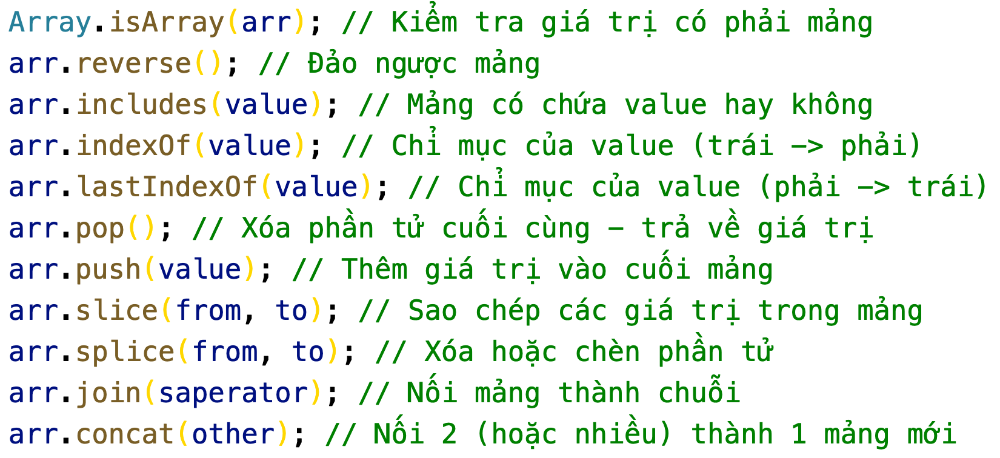 Array.isArray(arr); // Kiểm tra giá trị có phải mảng
arr.reverse(); // Đảo ngược mảng
arr.includes(value); // Mảng có chứa value hay không
arr.indexOf(value); // Chỉ mục của value (trái -> phải)
arr.lastIndexOf(value); // Chỉ mục của value (phải -> trái)
arr.pop(); // Xóa phần tử cuối cùng - trả về giá trị
arr.push(value); // Thêm giá trị vào cuối mảng
arr.slice(from, to); // Sao chép các giá trị trong mảng
arr.splice(from, to); // Xóa hoặc chèn phần tử
arr.join(saperator); // Nối mảng thành chuỗi
arr.concat(other); // Nối 2 (hoặc nhiều) thành 1 mảng mới